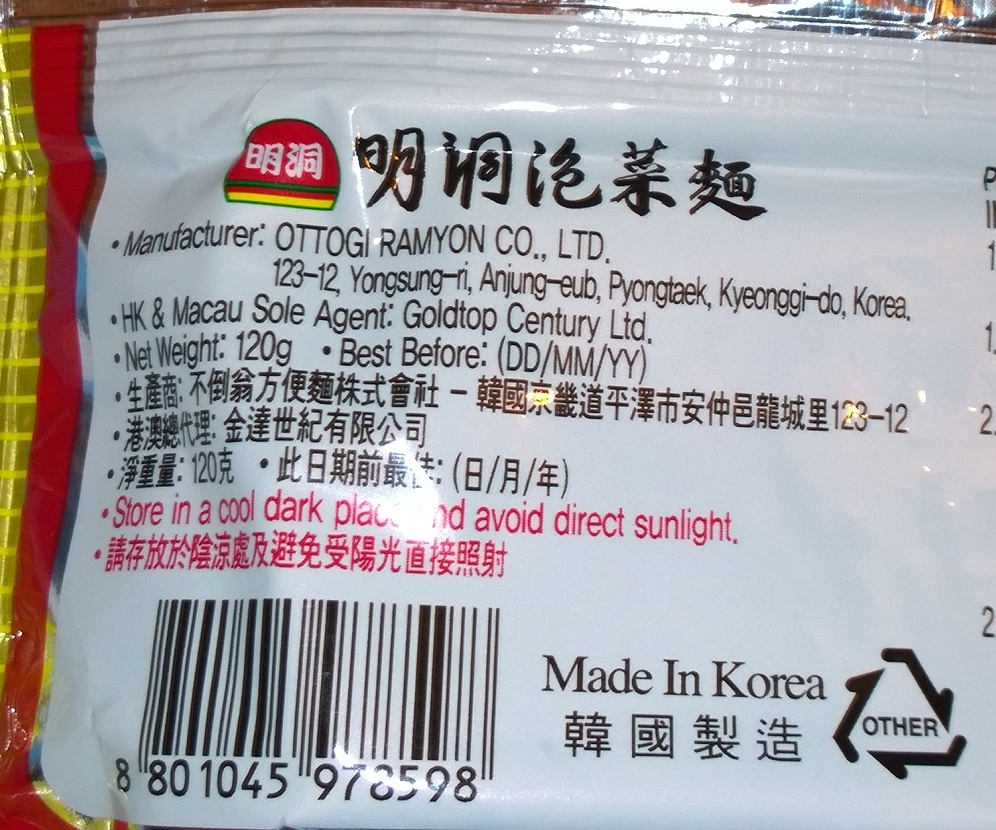 明洞
明洞泡菜麵
• Manufacturer: OTTOGI RAMYON CO., LTD.
123-12, Yongsung-ri, Anjung-eub, Pyongtaek, Kyeonggi-do, Korea.
• HK & Macau Sole Agent: Goldtop Century Ltd.
• Net Weight: 120g • Best Before: (DD/MM/YY)
• 生產商: 不倒翁方便麵株式會社 - 韓國京畿道平澤市安仲邑龍城里123-12
• 港澳總代理: 金達世紀有限公司
• 淨重量: 120克 • 此日期前最佳: (日/月/年)
• Store in a cool dark place and avoid direct sunlight.
• 請存放於陰涼處及避免受陽光直接照射
8 801045 978598
Made In Korea
韓國製造
OTHER